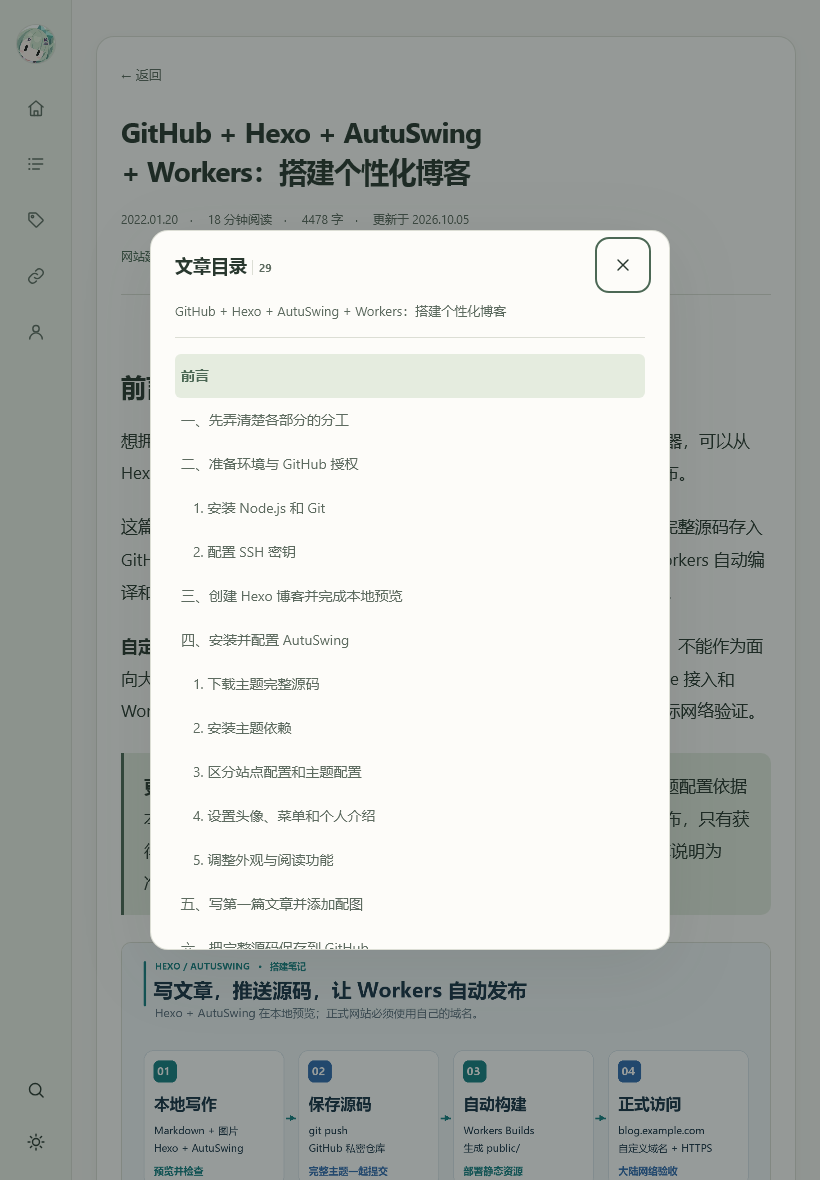 ← 返回
GitHub + Hexo + AutuSwing
+ Workers：搭建个性化博客
2022.01.20 · 18 分钟阅读 · 4478 字 · 更新于 2026.10.05
网站
文章目录 29
GitHub + Hexo + AutuSwing + Workers：搭建个性化博客
前言
一、先弄清楚各部分的分工
二、准备环境与 GitHub 授权
1. 安装 Node.js 和 Git
2. 配置 SSH 密钥
三、创建 Hexo 博客并完成本地预览
四、安装并配置 AutuSwing
1. 下载主题完整源码
2. 安装主题依赖
3. 区分站点配置和主题配置
4. 设置头像、菜单和个人介绍
5. 调整外观与阅读功能
五、写第一篇文章并添加配图
六、把完整源码保存到 GitHub
前
想拥 器，可以从
Hex 布。
这篇 完整源码存入
GitH orkers 自动编
译和
自定 不能作为面
向大 e 接入和
Wor 际网络验证。
题配置依据
布，只有获
说明为
HEXO / AUTUSWING · 搭建笔记
写文章，推送源码，让 Workers 自动发布
Hexo + AutuSwing 在本地预览；正式网站必须使用自己的域名。
01
本地写作
Markdown + 图片
Hexo + AutuSwing
预览并检查
02
保存源码
git push
GitHub 私密仓库
完整主题一起提交
03
自动构建
Workers Builds
生成 public/
部署静态资源
04
正式访问
blog.example.com
自定义域名 + HTTPS
大陆网络验收